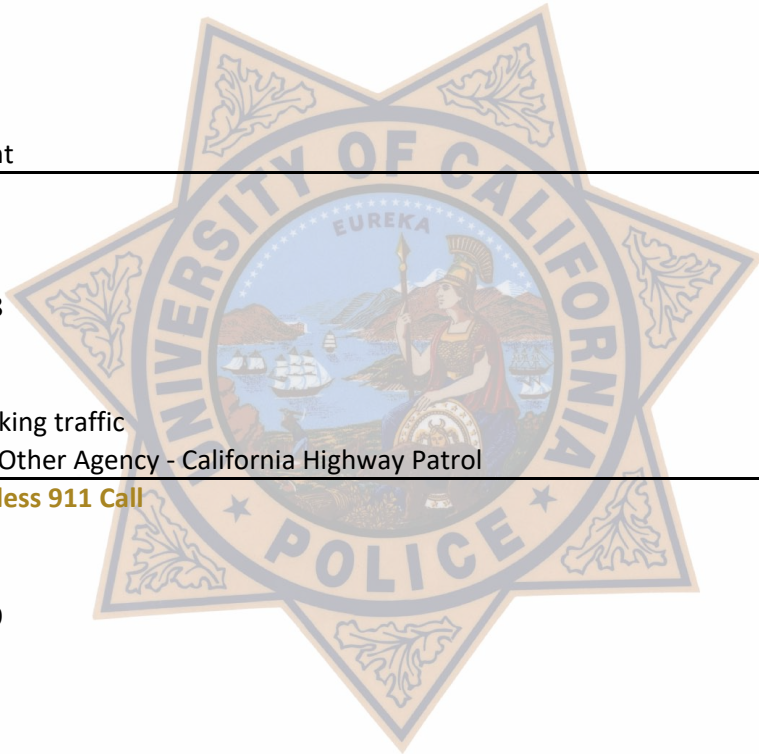 nt
UNIVERSITY OF CALIFORNIA
EUREKA
king traffic
Other Agency - California Highway Patrol
less 911 Call
POLICE